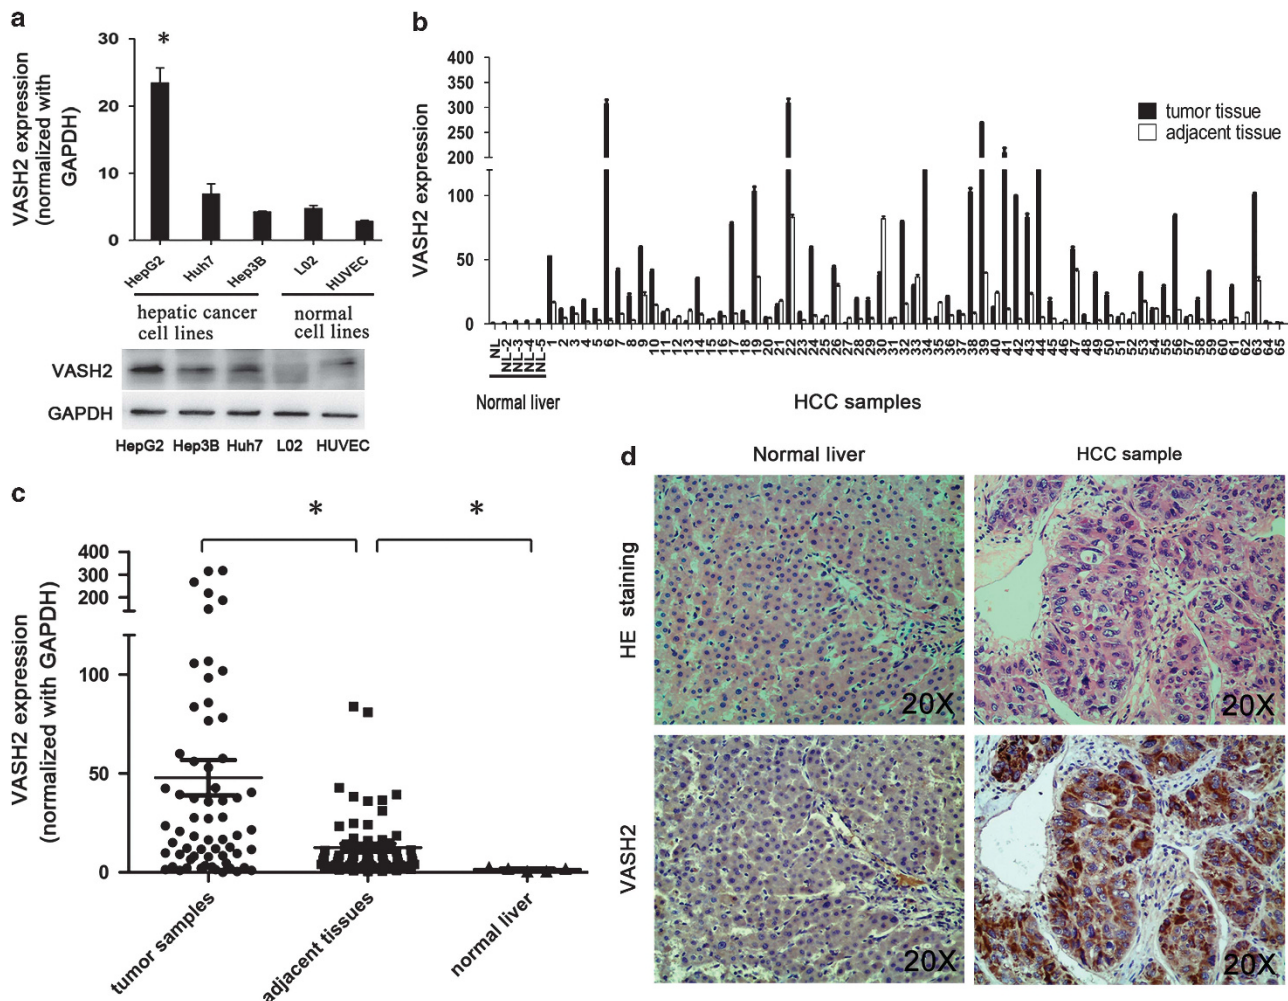 a
VASH2 expression
(normalized with
GAPDH)
30
20
10
0
*
HepG2
Huh7
Hep3B
L02
HUVEC
hepatic cancer
cell lines
normal
cell lines
VASH2
GAPDH
HepG2 Hep3B Huh7 L02 HUVEC
b
VASH2 expression
400
350
300
250
200
100
50
0
tumor tissue
adjacent tissue
NL
NL-2
NL-3
NL-4
NL-5
1 2 3 4 5 6 7 8 9 10 11 12 13 14 15 16 17 18 19 20 21 22 23 24 25 26 27 28 29 30 31 32 33 34 35 36 37 38 39 40 41 42 43 44 45 46 47 48 49 50 51 52 53 54 55 56 57 58 59 60 61 62 63 64 65
Normal liver
HCC samples
c
VASH2 expression
(normalized with GAPDH)
400
300
200
100
50
0
*
*
tumor samples
adjacent tissues
normal liver
d
Normal liver
HCC sample
HE staining
20X
20X
VASH2
20X
20X